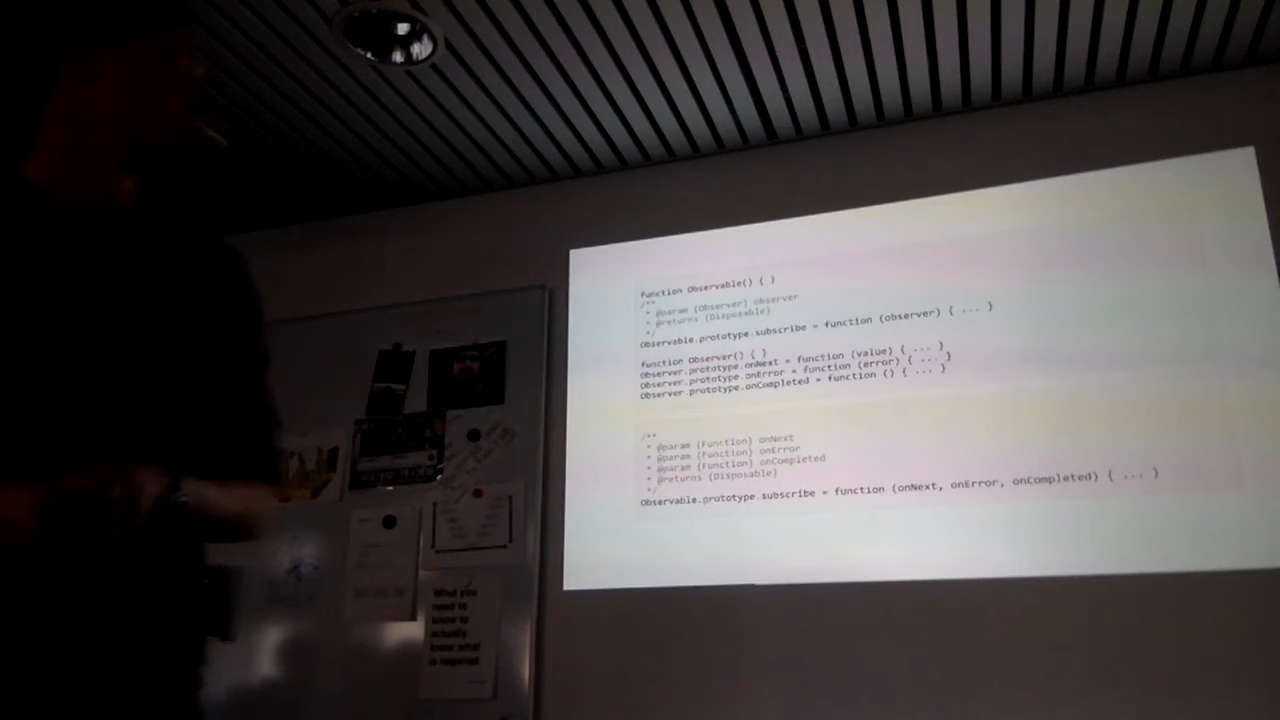 function Observable() { }
/**
 * @param {Observer} observer
 * @returns {Disposable}
 */
Observable.prototype.subscribe = function (observer) { ... }
function Observer() { }
Observer.prototype.onNext = function (value) { ... }
Observer.prototype.onError = function (error) { ... }
Observer.prototype.onCompleted = function () { ... }
/**
 * @param {Function} onNext
 * @param {Function} onError
 * @param {Function} onCompleted
 * @returns {Disposable}
 */
Observable.prototype.subscribe = function (onNext, onError, onCompleted) { ... }
What you
need to
know to
actually
know what
is required